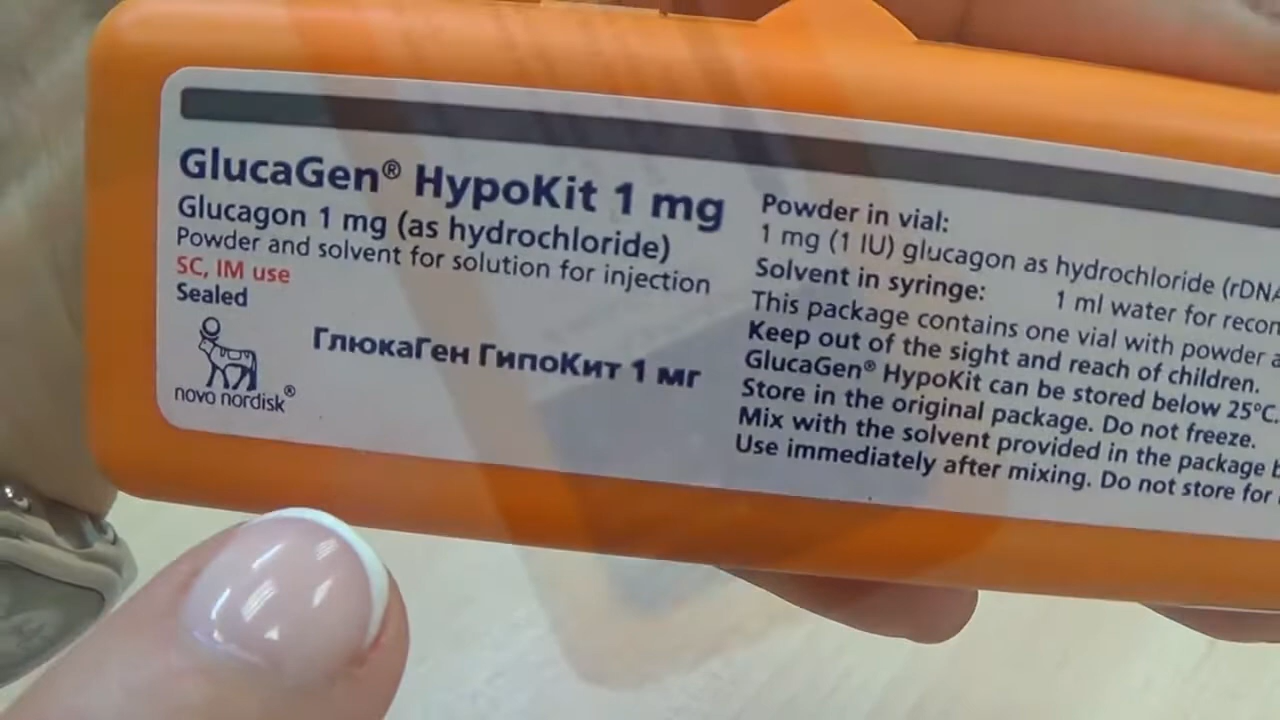 GlucaGen® HypoKit 1 mg
Glucagon 1 mg (as hydrochloride)
Powder and solvent for solution for injection
SC, IM use
Sealed
ГлюкаГен ГипоКит 1 мг
novo nordisk®
Powder in vial:
1 mg (1 IU) glucagon as hydrochloride (rDNA
Solvent in syringe: 1 ml water for recon
This package contains one vial with powder a
Keep out of the sight and reach of children.
GlucaGen® HypoKit can be stored below 25°C.
Store in the original package. Do not freeze.
Mix with the solvent provided in the package b
Use immediately after mixing. Do not store for